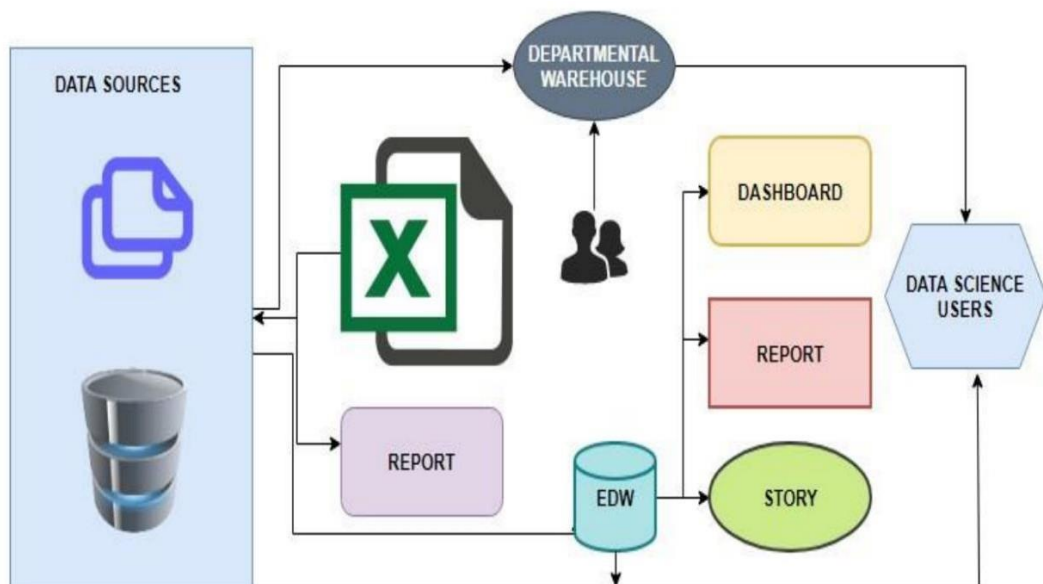 DATA SOURCES
DEPARTMENTAL
WAREHOUSE
X
DASHBOARD
DATA SCIENCE
USERS
REPORT
REPORT
EDW
STORY